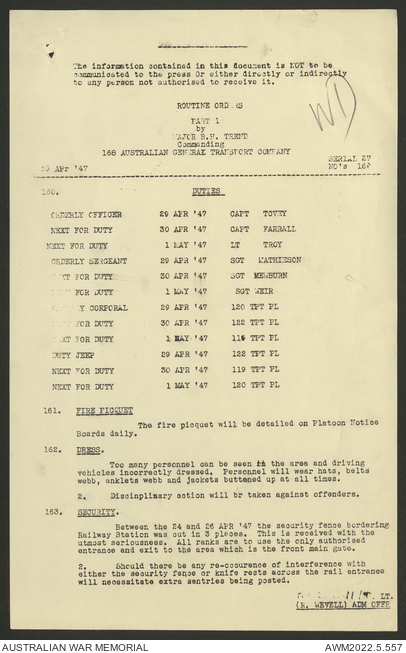 The information contained in this document is NOT to be
communicated to the press Or either directly or indirectly
to any person not authorised to receive it.
ROUTINE ORDERS
PART 1
by
MAJOR B.H. TREND
Commanding
168 AUSTRALIAN GENERAL TRANSPORT COMPANY
SERIAL 27
29 APR '47 NO's 160
160. DUTIES
ORDERLY OFFICER 29 APR '47 CAPT TOVEY
NEXT FOR DUTY 30 APR '47 CAPT FARRALL
NEXT FOR DUTY 1 MAY '47 LT TROY
ORDERLY SERGEANT 29 APR '47 SGT MATHIESON
NEXT FOR DUTY 30 APR '47 SGT MEWBURN
FOR DUTY 1 MAY '47 SGT WEIR
ORDERLY CORPORAL 29 APR '47 120 TPT PL
FOR DUTY 30 APR '47 122 TPT PL
NEXT FOR DUTY 1 MAY '47 119 TPT PL
DUTY JEEP 29 APR '47 122 TPT PL
NEXT FOR DUTY 30 APR '47 119 TPT PL
NEXT FOR DUTY 1 MAY '47 120 TPT PL
161. FIRE PICQUET
The fire picquet will be detailed on Platoon Notice
Boards daily.
162. DRESS.
Too many personnel can be seen in the area and driving
vehicles incorrectly dressed. Personnel will wear hats, belts
webb, anklets webb and jackets buttened up at all times.
2. Discinplinary action will br taken against offenders.
163. SECURITY.
Between the 24 and 26 APR '47 the security fence bordering
Railway Station was cut in 3 pleces. This is received with the
utmost seriousness. All ranks are to use the only authorised
entrance and exit to the area which is the front main gate.
2. Should there be any re-occurence of interference with
either the security fence or knife rests across the rail entrance
will necessitate extra sentries being posted.
LT.
(R. WEVELL) ADM OFFR
AUSTRALIAN WAR MEMORIAL
AWM2022.5.557